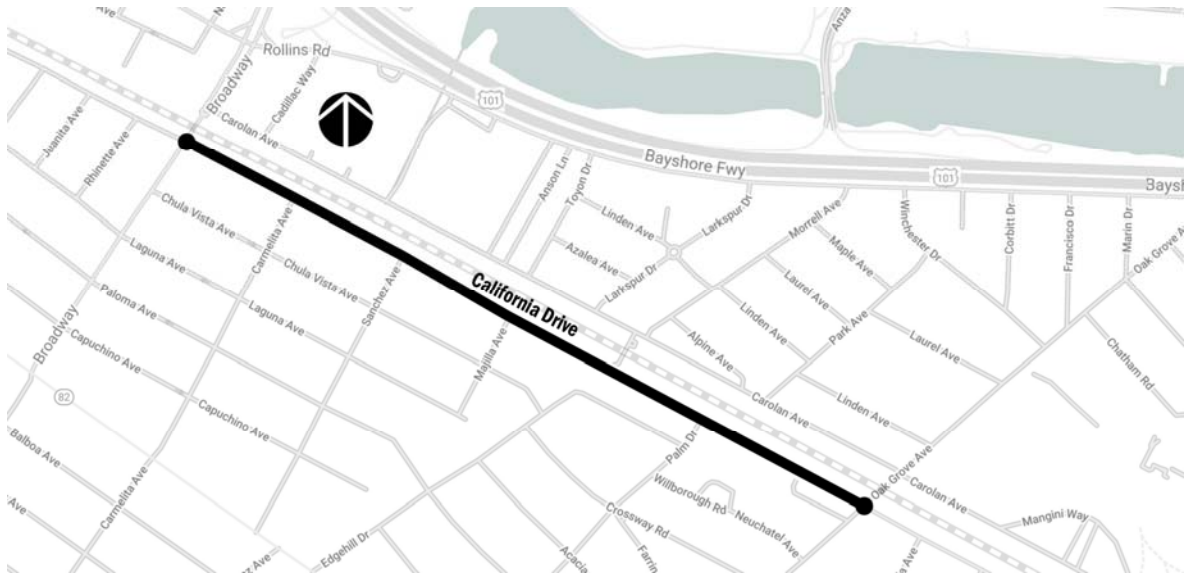 Ave
Rollins Rd
Anza
Broadway
Cadillac Way
101
Carolan Ave
Juanita Ave
Rhinette Ave
Bayshore Fwy
101
Anson Ln
Toyon Dr
Linden Ave
Larkspur Dr
Morrell Ave
Winchester Dr
Corbitt Dr
Francisco Dr
Marin Dr
Oak Grove
Chula Vista Ave
Carmelita Ave
Azalea Ave
Maple Ave
Laguna Ave
Chula Vista Ave
Sanchez Ave
Larkspur Dr
Laurel Ave
California Drive
Paloma Ave
Laguna Ave
Linden Ave
Park Ave
Broadway
Capuchino Ave
Majilla Ave
Alpine Ave
Laurel Ave
Chatham Rd
82
Capuchino Ave
Carolan Ave
Linden Ave
Balboa Ave
Palm Dr
Oak Grove Ave
Carmelita Ave
Willborough Rd
Carolan Ave
Ave
Crossway Rd
Neuchatel Ave
Mangini Way
Edgehill Dr
Ave